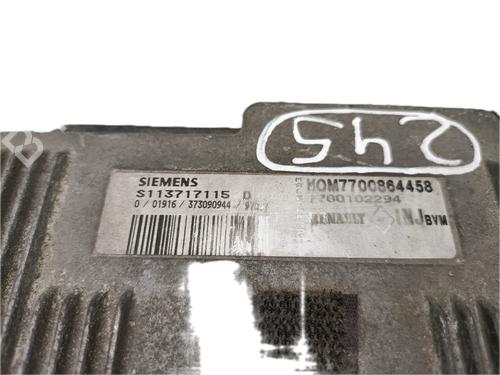 245
SIEMENS
S113717115 D
0 / 01916 / 373090944 /
HOM7700864458
7700102294
RENAULT INJ BVM